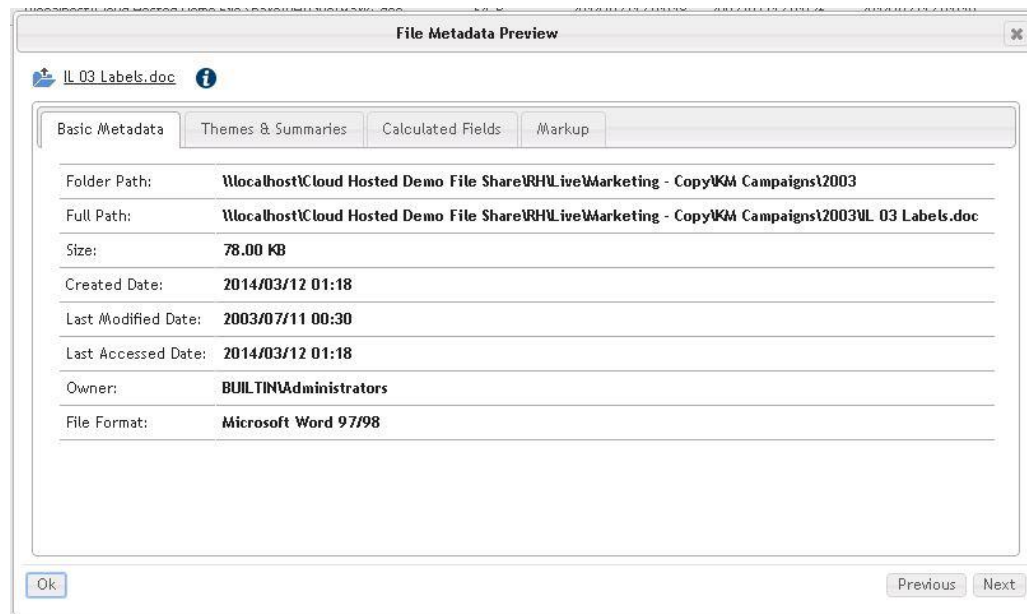 File Metadata Preview
IL 03 Labels.doc
Basic Metadata Themes & Summaries Calculated Fields Markup
Folder Path: \\localhost\Cloud Hosted Demo File Share\RH\Live\Marketing - Copy\KM Campaigns\2003
Full Path: \\localhost\Cloud Hosted Demo File Share\RH\Live\Marketing - Copy\KM Campaigns\2003\IL 03 Labels.doc
Size: 78.00 KB
Created Date: 2014/03/12 01:18
Last Modified Date: 2003/07/11 00:30
Last Accessed Date: 2014/03/12 01:18
Owner: BUILTIN\Administrators
File Format: Microsoft Word 97/98
Ok Previous Next